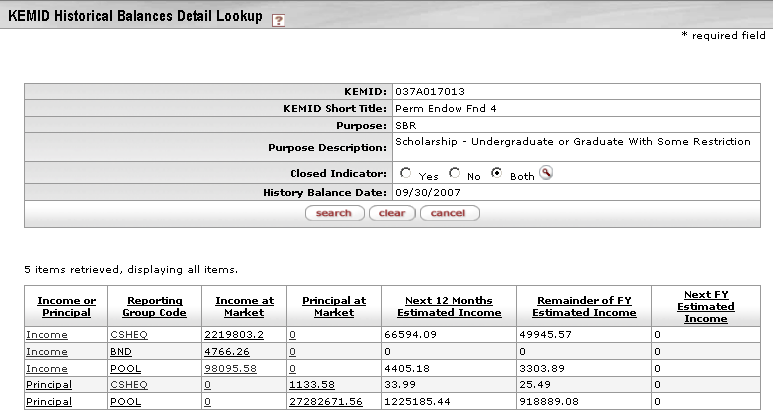 KEMID Historical Balances Detail Lookup ?
* required field
KEMID: 037A017013
KEMID Short Title: Perm Endow Fnd 4
Purpose: SBR
Purpose Description: Scholarship - Undergraduate or Graduate With Some Restriction
Closed Indicator: Yes No Both
History Balance Date: 09/30/2007
search clear cancel
5 items retrieved, displaying all items.
Income or Principal Reporting Group Code Income at Market Principal at Market Next 12 Months Estimated Income Remainder of FY Estimated Income Next FY Estimated Income
Income CSHEQ 2219803.2 0 66594.09 49945.57 0
Income BND 4766.26 0 0 0 0
Income POOL 98095.58 0 4405.18 3303.89 0
Principal CSHEQ 0 1133.58 33.99 25.49 0
Principal POOL 0 27282671.56 1225185.44 918889.08 0